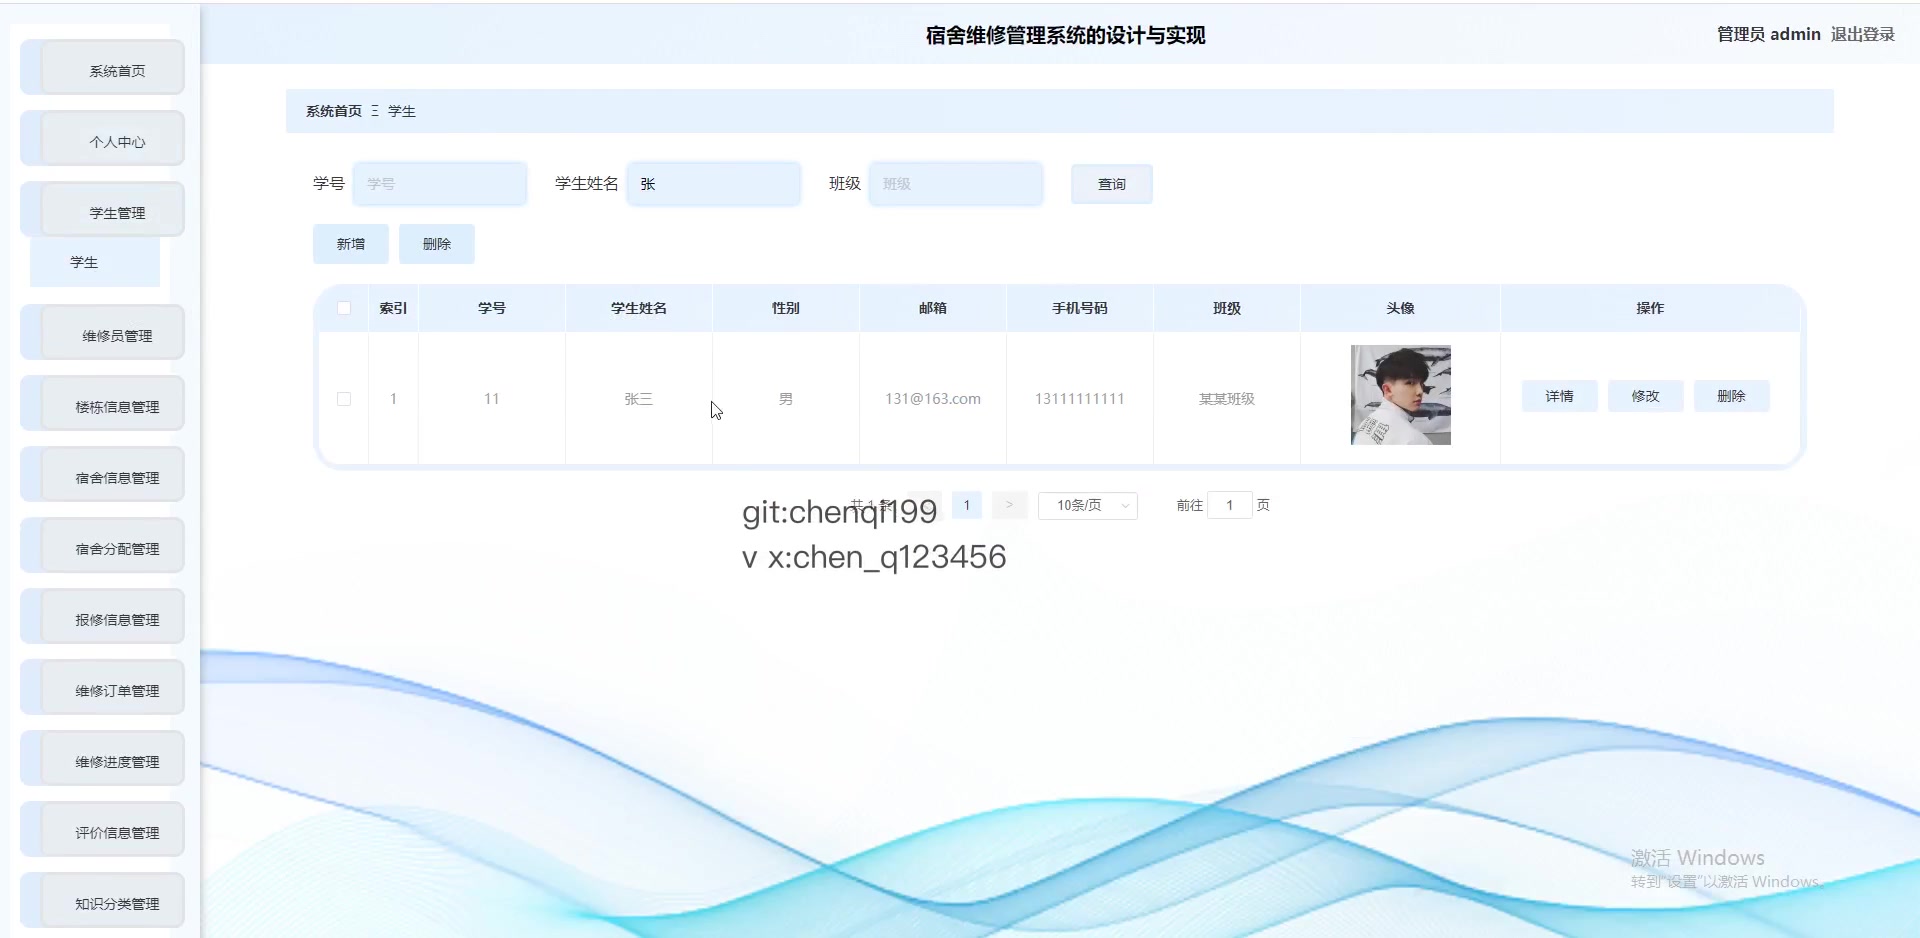 宿舍维修管理系统的设计与实现
管理员 admin 退出登录
系统首页
个人中心
学生管理
学生
维修员管理
楼栋信息管理
宿舍信息管理
宿舍分配管理
报修信息管理
维修订单管理
维修进度管理
评价信息管理
知识分类管理
系统首页 Ξ 学生
学号 学号 学生姓名 张 班级 班级 查询
新增 删除
索引 学号 学生姓名 性别 邮箱 手机号码 班级 头像 操作
1 11 张三 男 131@163.com 13111111111 某某班级 详情 修改 删除
共 1 条 1 > 10条/页 前往 1 页
git:chenqi199
v x:chen_q123456
激活 Windows
转到"设置"以激活 Windows。